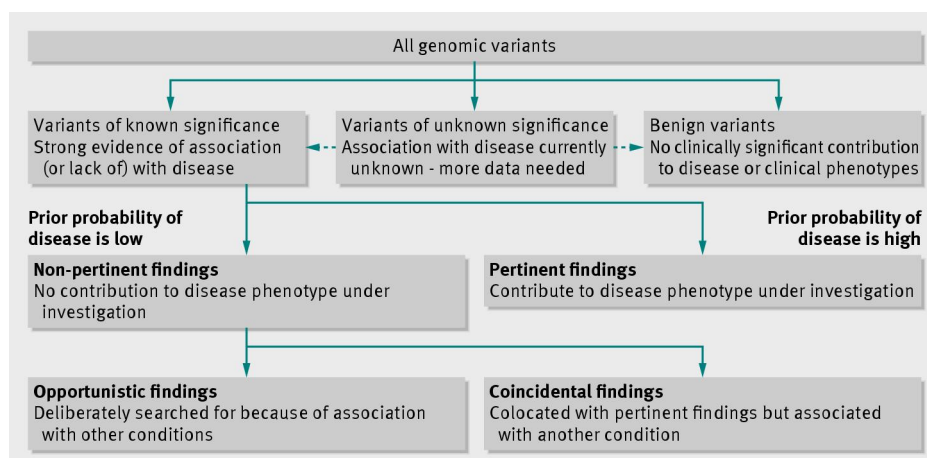 All genomic variants
Variants of known significance
Strong evidence of association
(or lack of) with disease
Variants of unknown significance
Association with disease currently
unknown - more data needed
Benign variants
No clinically significant contribution
to disease or clinical phenotypes
Prior probability of
disease is low
Prior probability of
disease is high
Non-pertinent findings
No contribution to disease phenotype under
investigation
Pertinent findings
Contribute to disease phenotype under investigation
Opportunistic findings
Deliberately searched for because of association
with other conditions
Coincidental findings
Colocated with pertinent findings but associated
with another condition